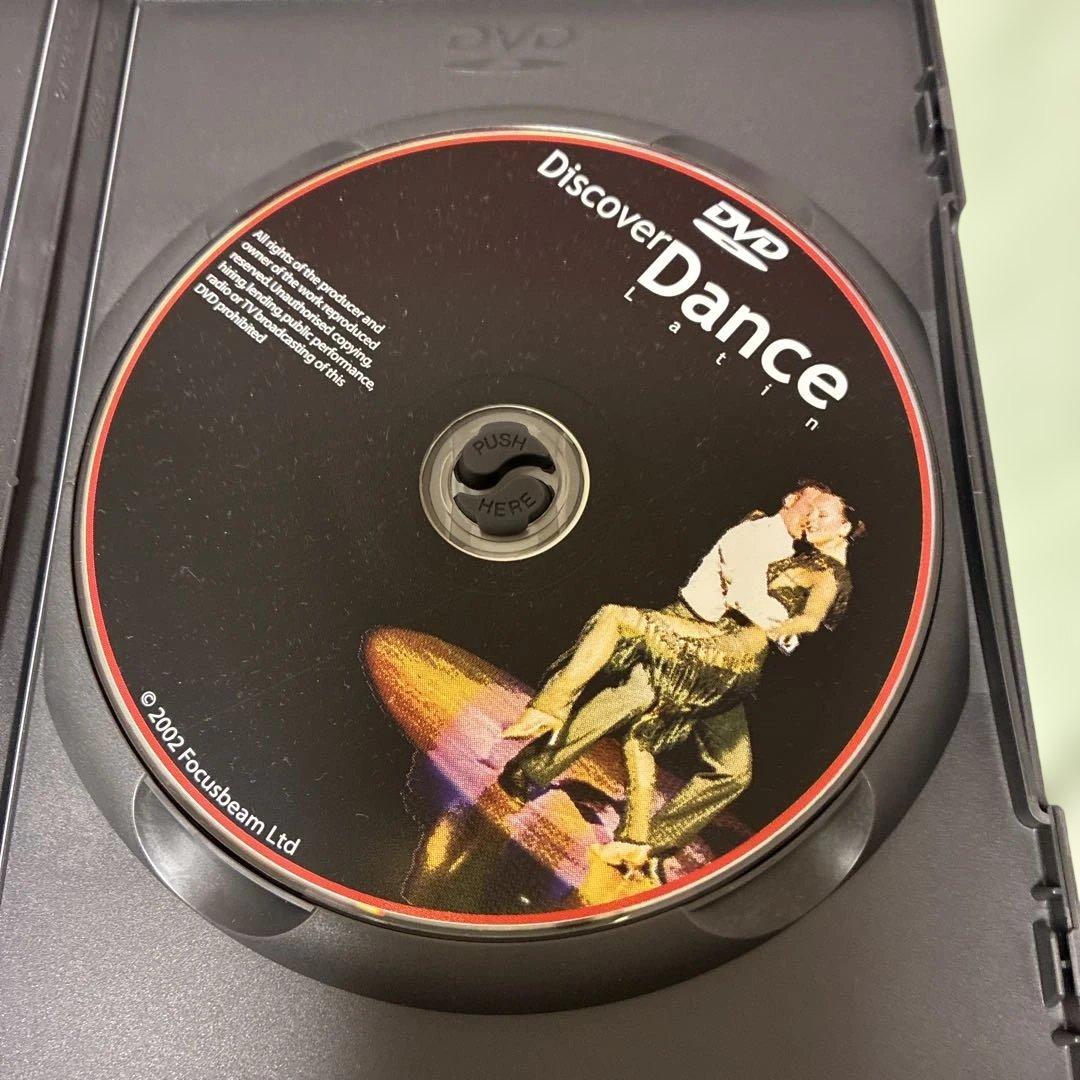 DVD
Discover
Dance
Latin
DVD
All rights of the producer and
owner of the work reproduced
reserved. Unauthorised copying,
hiring, lending, public performance,
radio or TV broadcasting of this
DVD prohibited
PUSH
HERE
© 2002 Focusbeam Ltd